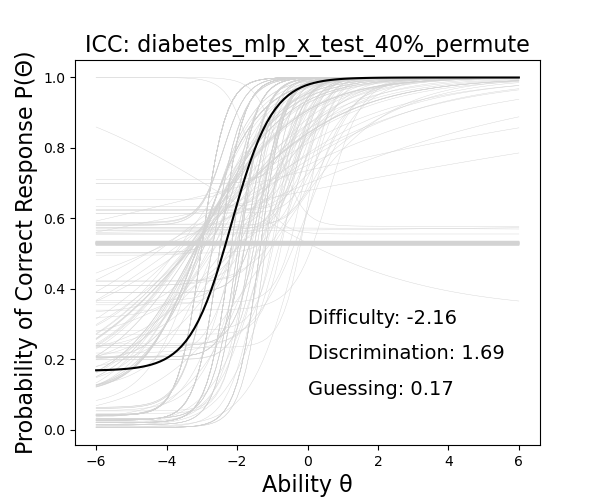 ICC: diabetes_mlp_x_test_40%_permute
Probability of Correct Response P(Θ)
1.0
0.8
0.6
0.4
0.2
0.0
Difficulty: -2.16
Discrimination: 1.69
Guessing: 0.17
−6 −4 −2 0 2 4 6
Ability θ